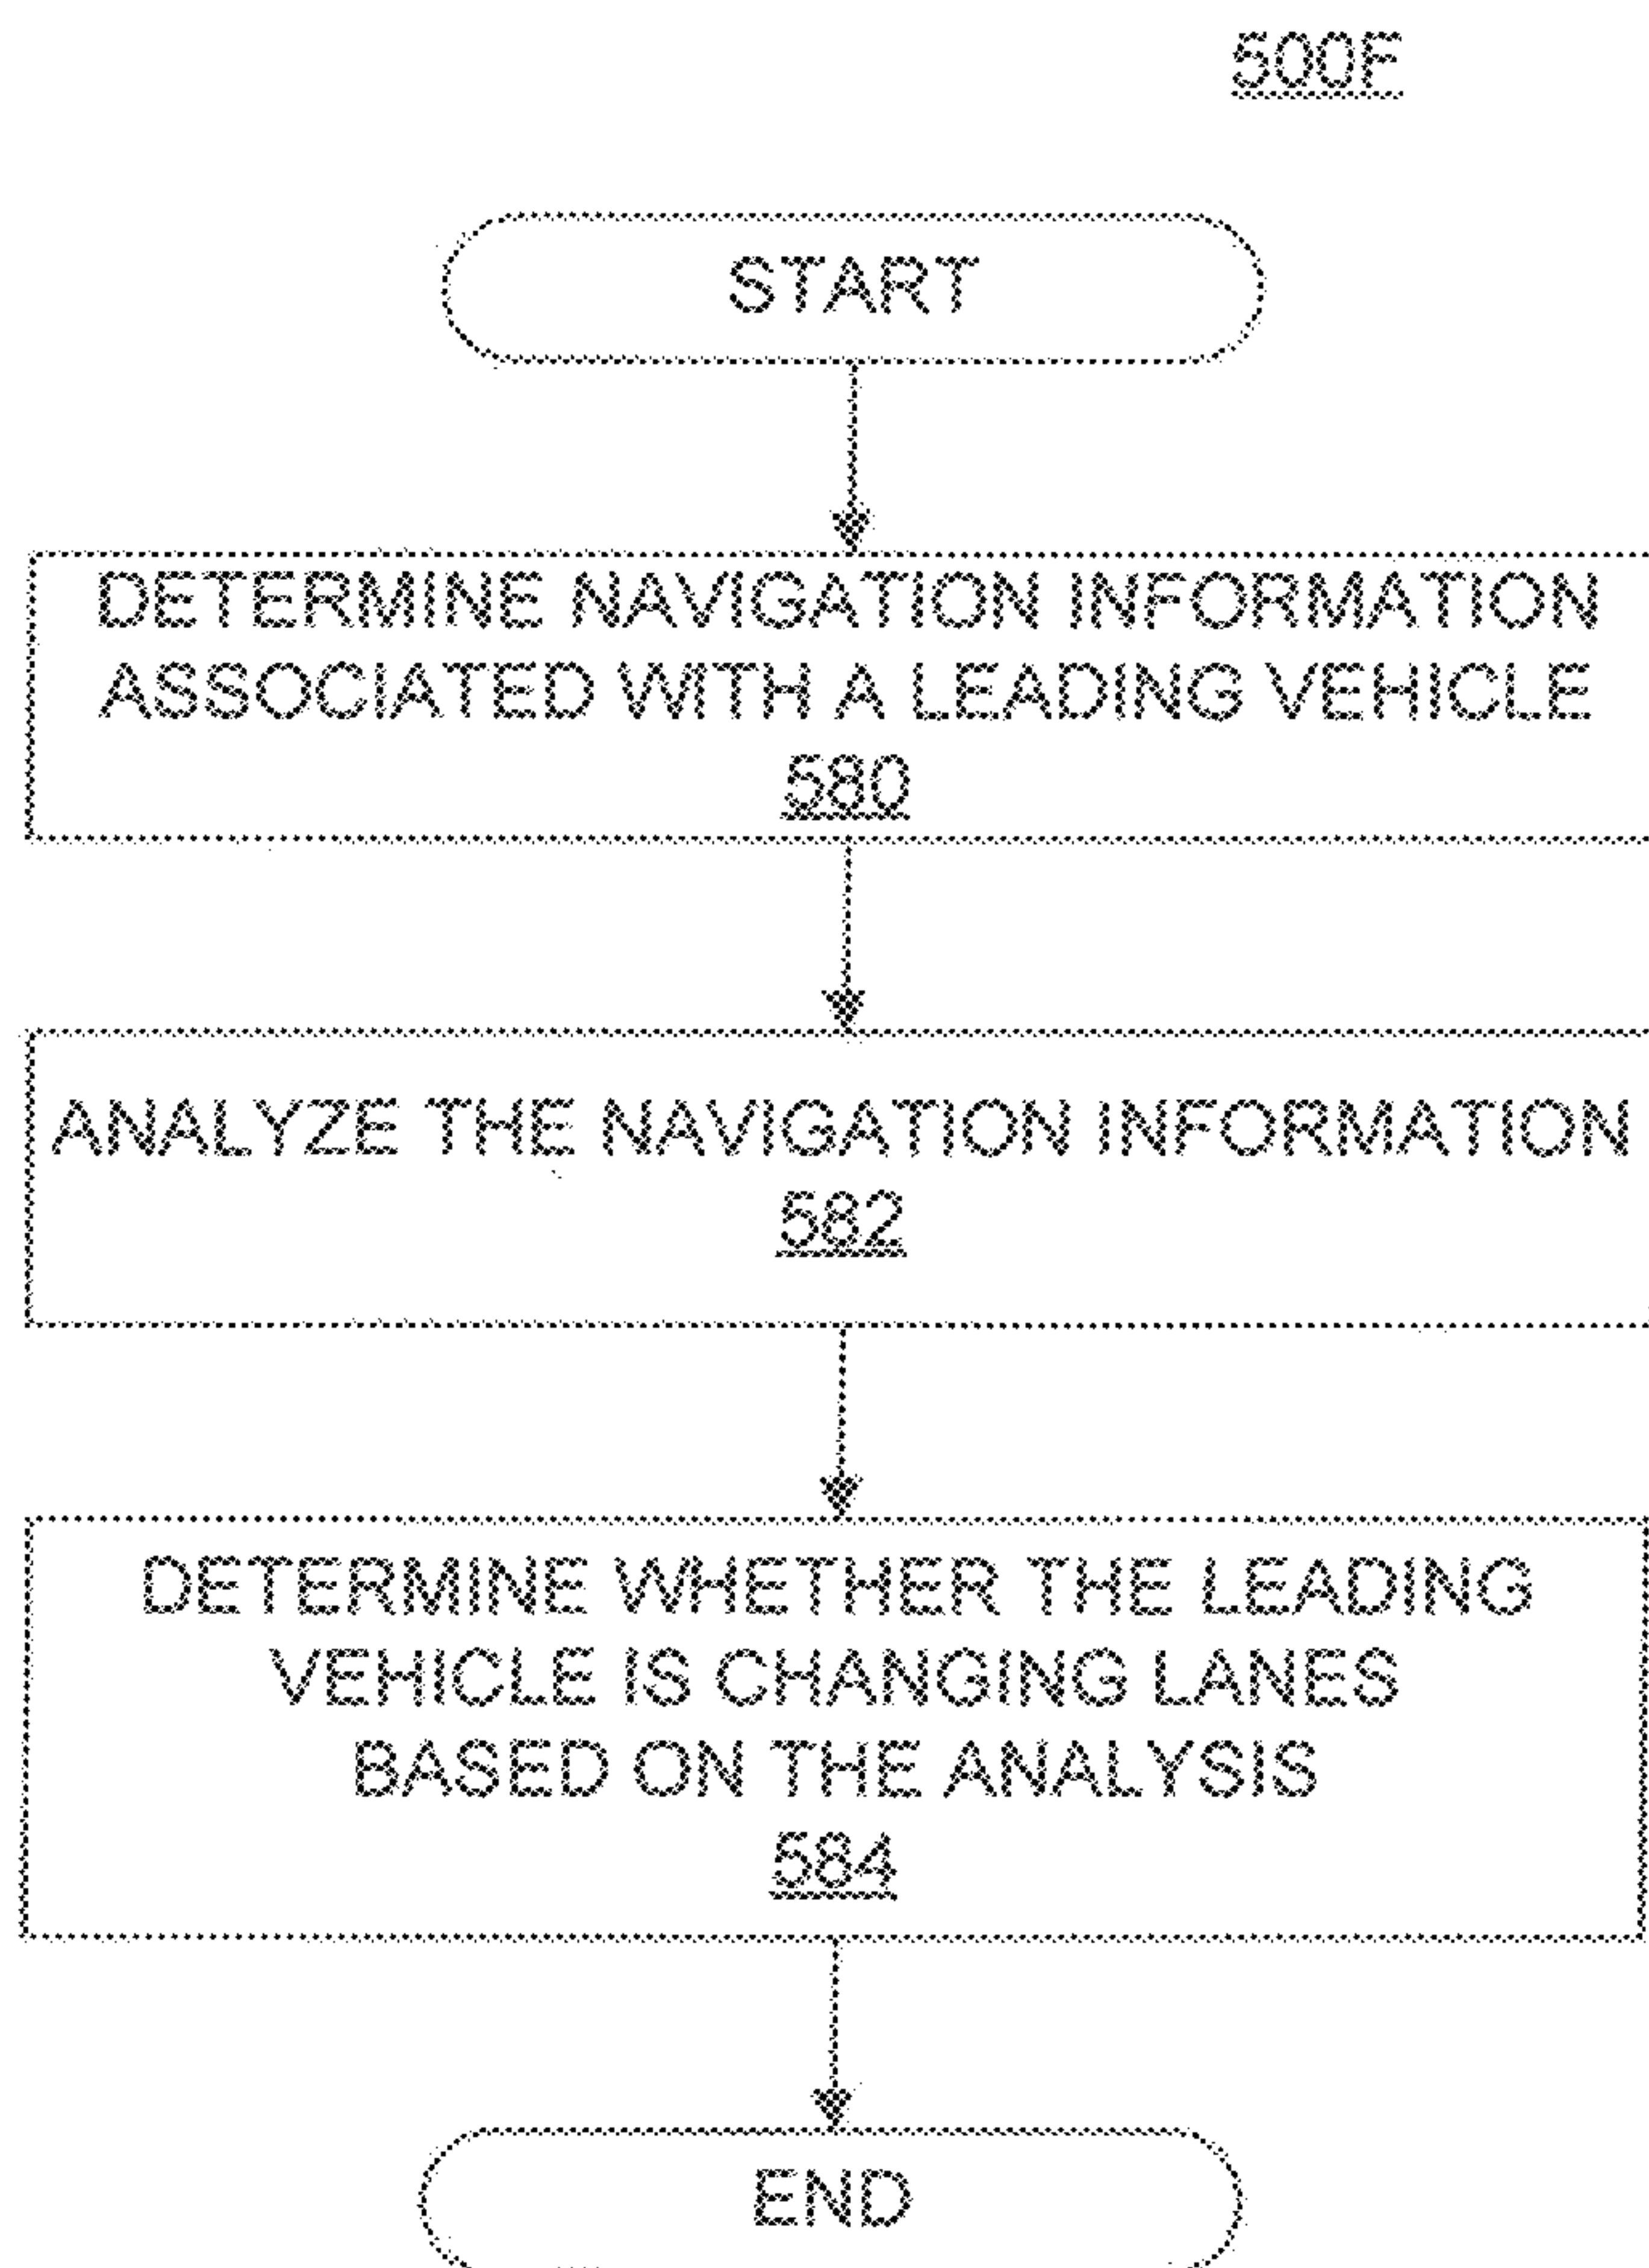 500F
START
DETERMINE NAVIGATION INFORMATION
ASSOCIATED WITH A LEADING VEHICLE
580
ANALYZE THE NAVIGATION INFORMATION
582
DETERMINE WHETHER THE LEADING
VEHICLE IS CHANGING LANES
BASED ON THE ANALYSIS
584
END